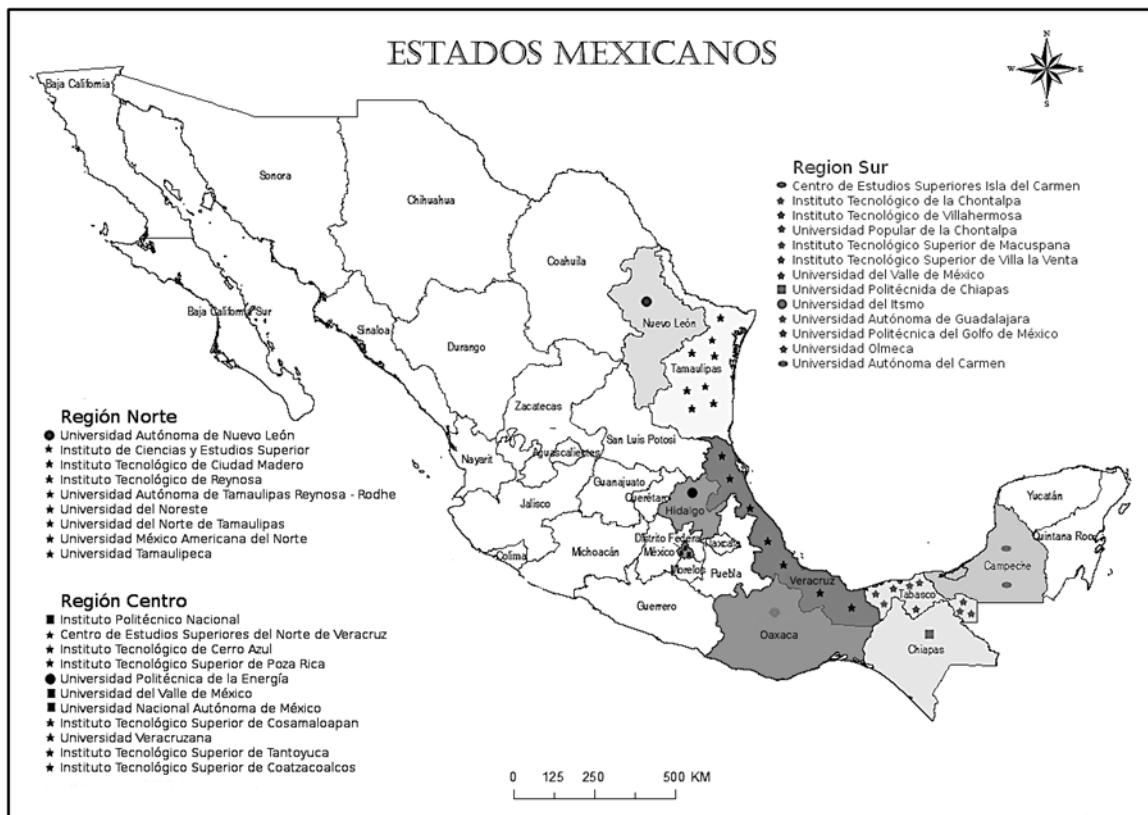 ESTADOS MEXICANOS
N
W
E
S
Baja California
Sonora
Chihuahua
Coahuila
Nuevo León
Baja California Sur
Sinaloa
Durango
Tamaulipas
Zacatecas
San Luis Potosi
Nayarit
Aguascalientes
Guanajuato
Querétaro
Hidalgo
Jalisco
Distrito Federal
Tlaxcala
México
Colima
Michoacán
Morelos
Puebla
Veracruz
Guerrero
Oaxaca
Tabasco
Chiapas
Campeche
Yucatán
Quintana Roo
Region Sur
Centro de Estudios Superiores Isla del Carmen
Instituto Tecnológico de la Chontalpa
Instituto Tecnológico de Villahermosa
Universidad Popular de la Chontalpa
Instituto Tecnológico Superior de Macuspana
Instituto Tecnológico Superior de Villa la Venta
Universidad del Valle de México
Universidad Politécnida de Chiapas
Universidad del Itsmo
Universidad Autónoma de Guadalajara
Universidad Politécnica del Golfo de México
Universidad Olmeca
Universidad Autónoma del Carmen
Región Norte
Universidad Autónoma de Nuevo León
Instituto de Ciencias y Estudios Superior
Instituto Tecnológico de Ciudad Madero
Instituto Tecnológico de Reynosa
Universidad Autónoma de Tamaulipas Reynosa - Rodhe
Universidad del Noreste
Universidad del Norte de Tamaulipas
Universidad México Americana del Norte
Universidad Tamaulipeca
Región Centro
Instituto Politécnico Nacional
Centro de Estudios Superiores del Norte de Veracruz
Instituto Tecnológico de Cerro Azul
Instituto Tecnológico Superior de Poza Rica
Universidad Politécnica de la Energía
Universidad del Valle de México
Universidad Nacional Autónoma de México
Instituto Tecnológico Superior de Cosamaloapan
Universidad Veracruzana
Instituto Tecnológico Superior de Tantoyuca
Instituto Tecnológico Superior de Coatzacoalcos
0 125 250 500 KM